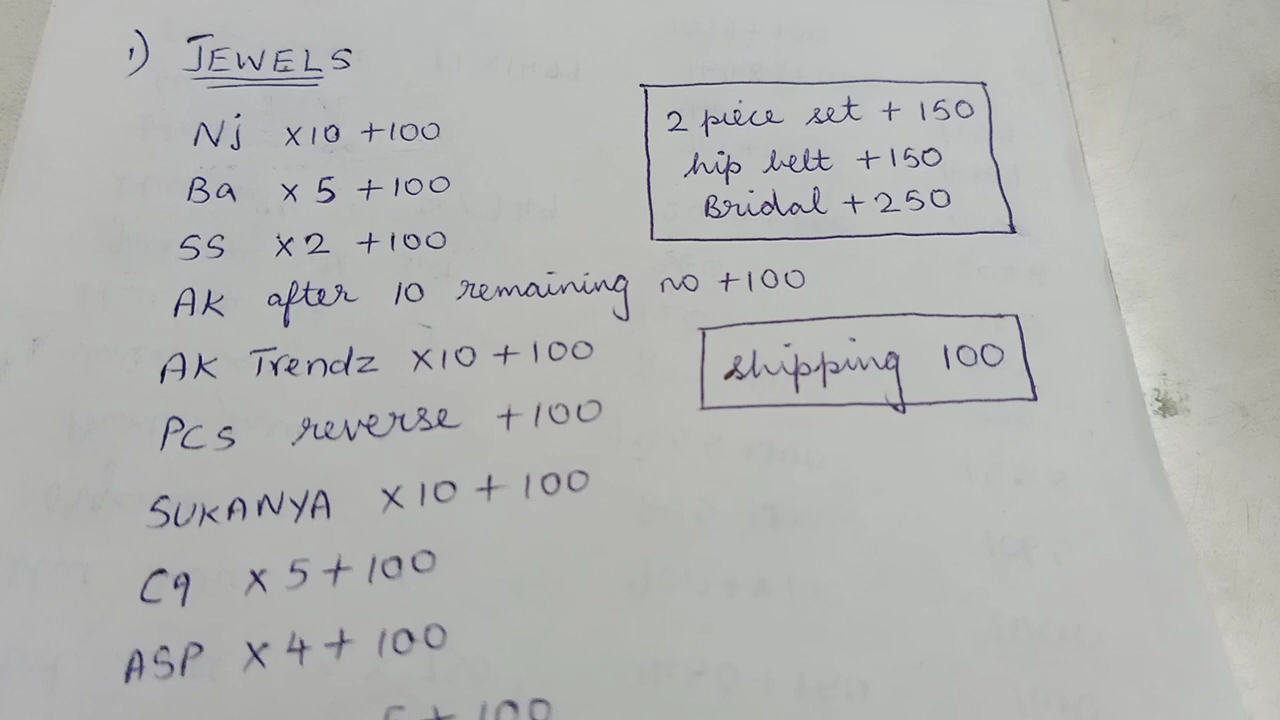 1) JEWELS
Nj x10 +100
Ba x 5 +100
SS x2 +100
AK after 10 remaining no +100
AK Trendz x10 +100
PCS reverse +100
SUKANYA x10 + 100
C9 x 5 + 100
ASP x 4 + 100
5 + 100
2 piece set + 150
hip belt +150
Bridal + 250
shipping 100